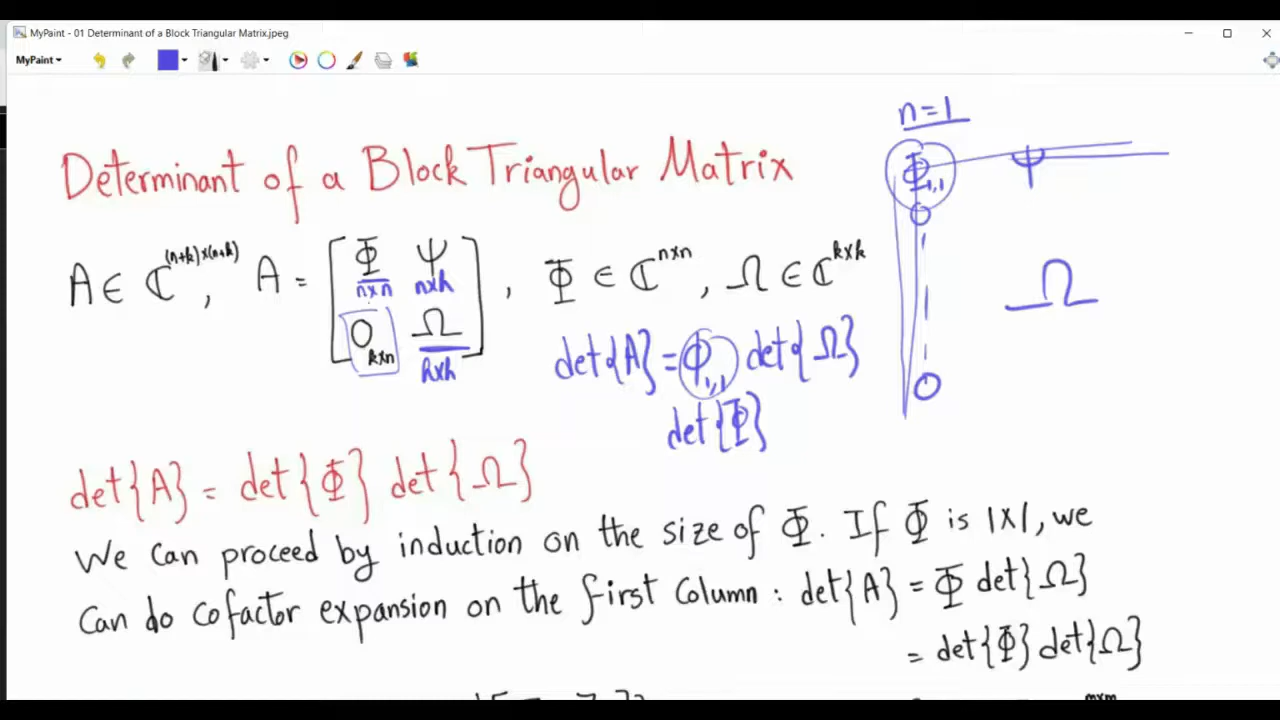 MyPaint - 01 Determinant of a Block Triangular Matrix.jpeg
MyPaint
n=1
Determinant of a Block Triangular Matrix
Φ₁,₁ Ψ
0
Ω
0
A ∈ ℂ^(n+k)×(n+k), A = [Φ Ψ
n×n n×k
0 k×n Ω
k×k], Φ ∈ ℂ^n×n, Ω ∈ ℂ^k×k
det{A} = Φ₁,₁ det{Ω}
det{Φ}
det{A} = det{Φ} det{Ω}
We can proceed by induction on the size of Φ. If Φ is 1×1, we
Can do cofactor expansion on the first column : det{A} = Φ det{Ω}
= det{Φ} det{Ω}
m×m